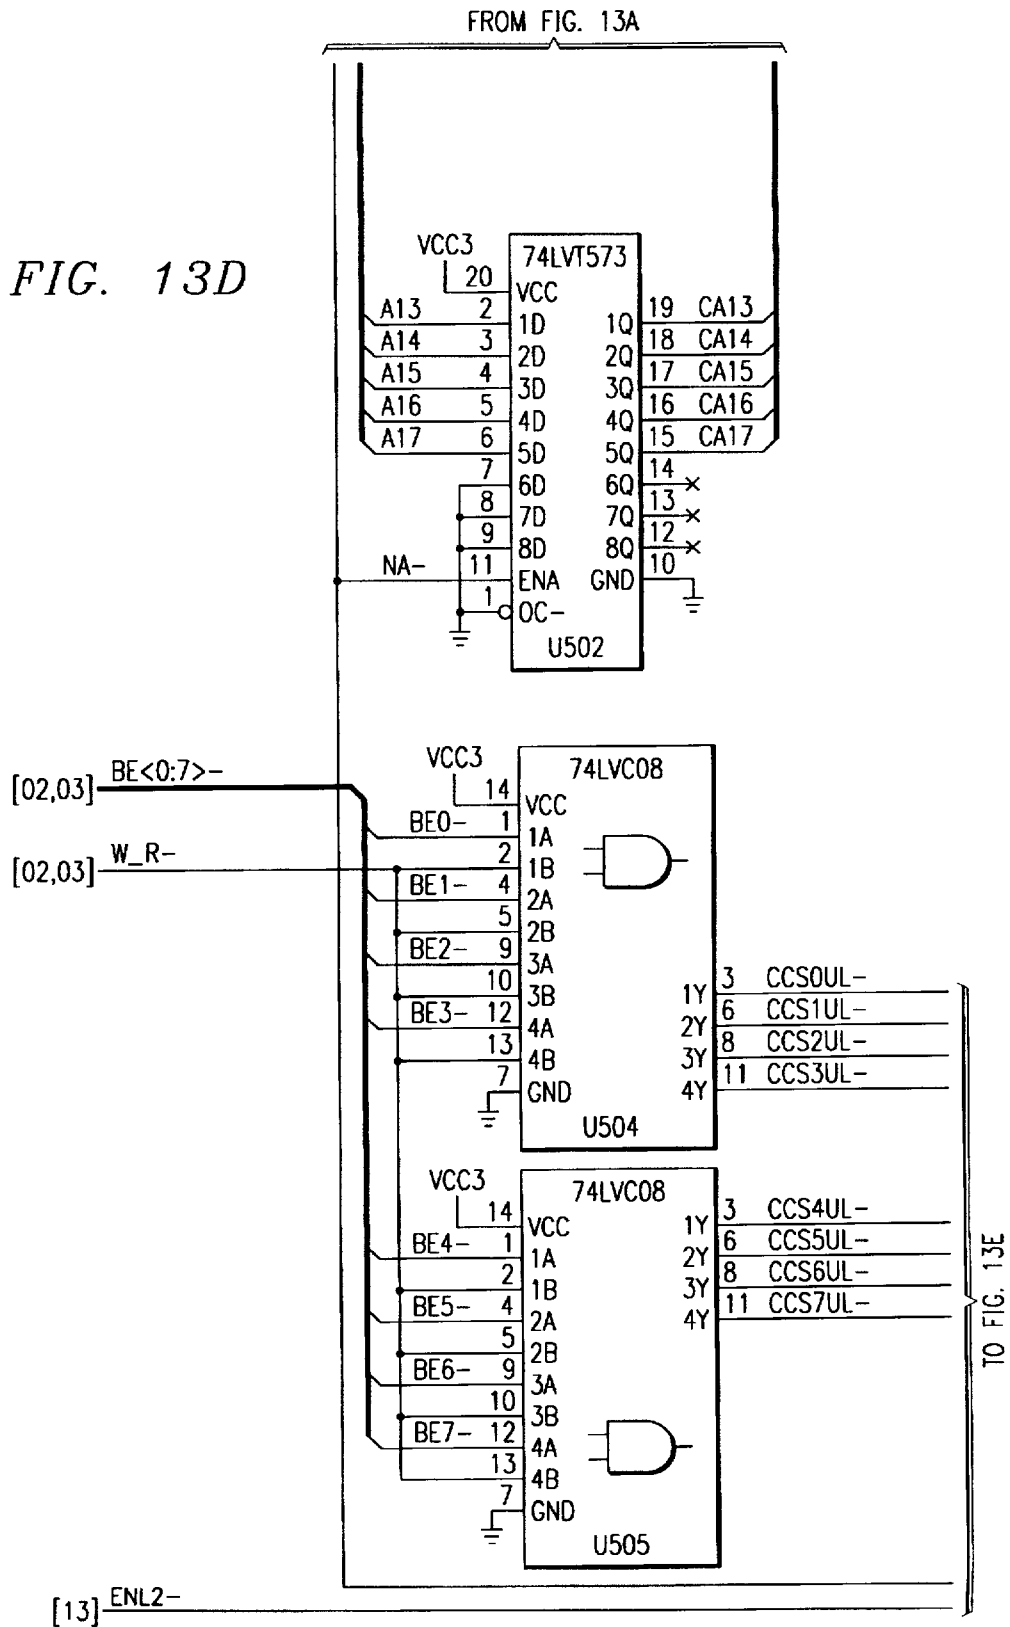 FROM FIG. 13A
FIG. 13D
VCC3
74LVT573
20 VCC
A13 2 1D 1Q 19 CA13
A14 3 2D 2Q 18 CA14
A15 4 3D 3Q 17 CA15
A16 5 4D 4Q 16 CA16
A17 6 5D 5Q 15 CA17
7 6D 6Q 14
8 7D 7Q 13
9 8D 8Q 12
NA- 11 ENA GND 10
1 OC-
U502
[02,03] BE<0:7>-
VCC3
74LVC08
14 VCC
BE0- 1 1A
[02,03] W_R-
2 1B
BE1- 4 2A
5 2B
BE2- 9 3A
10 3B 1Y 3 CCS0UL-
BE3- 12 4A 2Y 6 CCS1UL-
13 4B 3Y 8 CCS2UL-
7 GND 4Y 11 CCS3UL-
U504
VCC3
74LVC08
14 VCC 1Y 3 CCS4UL-
BE4- 1 1A 2Y 6 CCS5UL-
2 1B 3Y 8 CCS6UL-
BE5- 4 2A 4Y 11 CCS7UL-
5 2B
BE6- 9 3A
10 3B
BE7- 12 4A
13 4B
7 GND
U505
TO FIG. 13E
[13] ENL2-